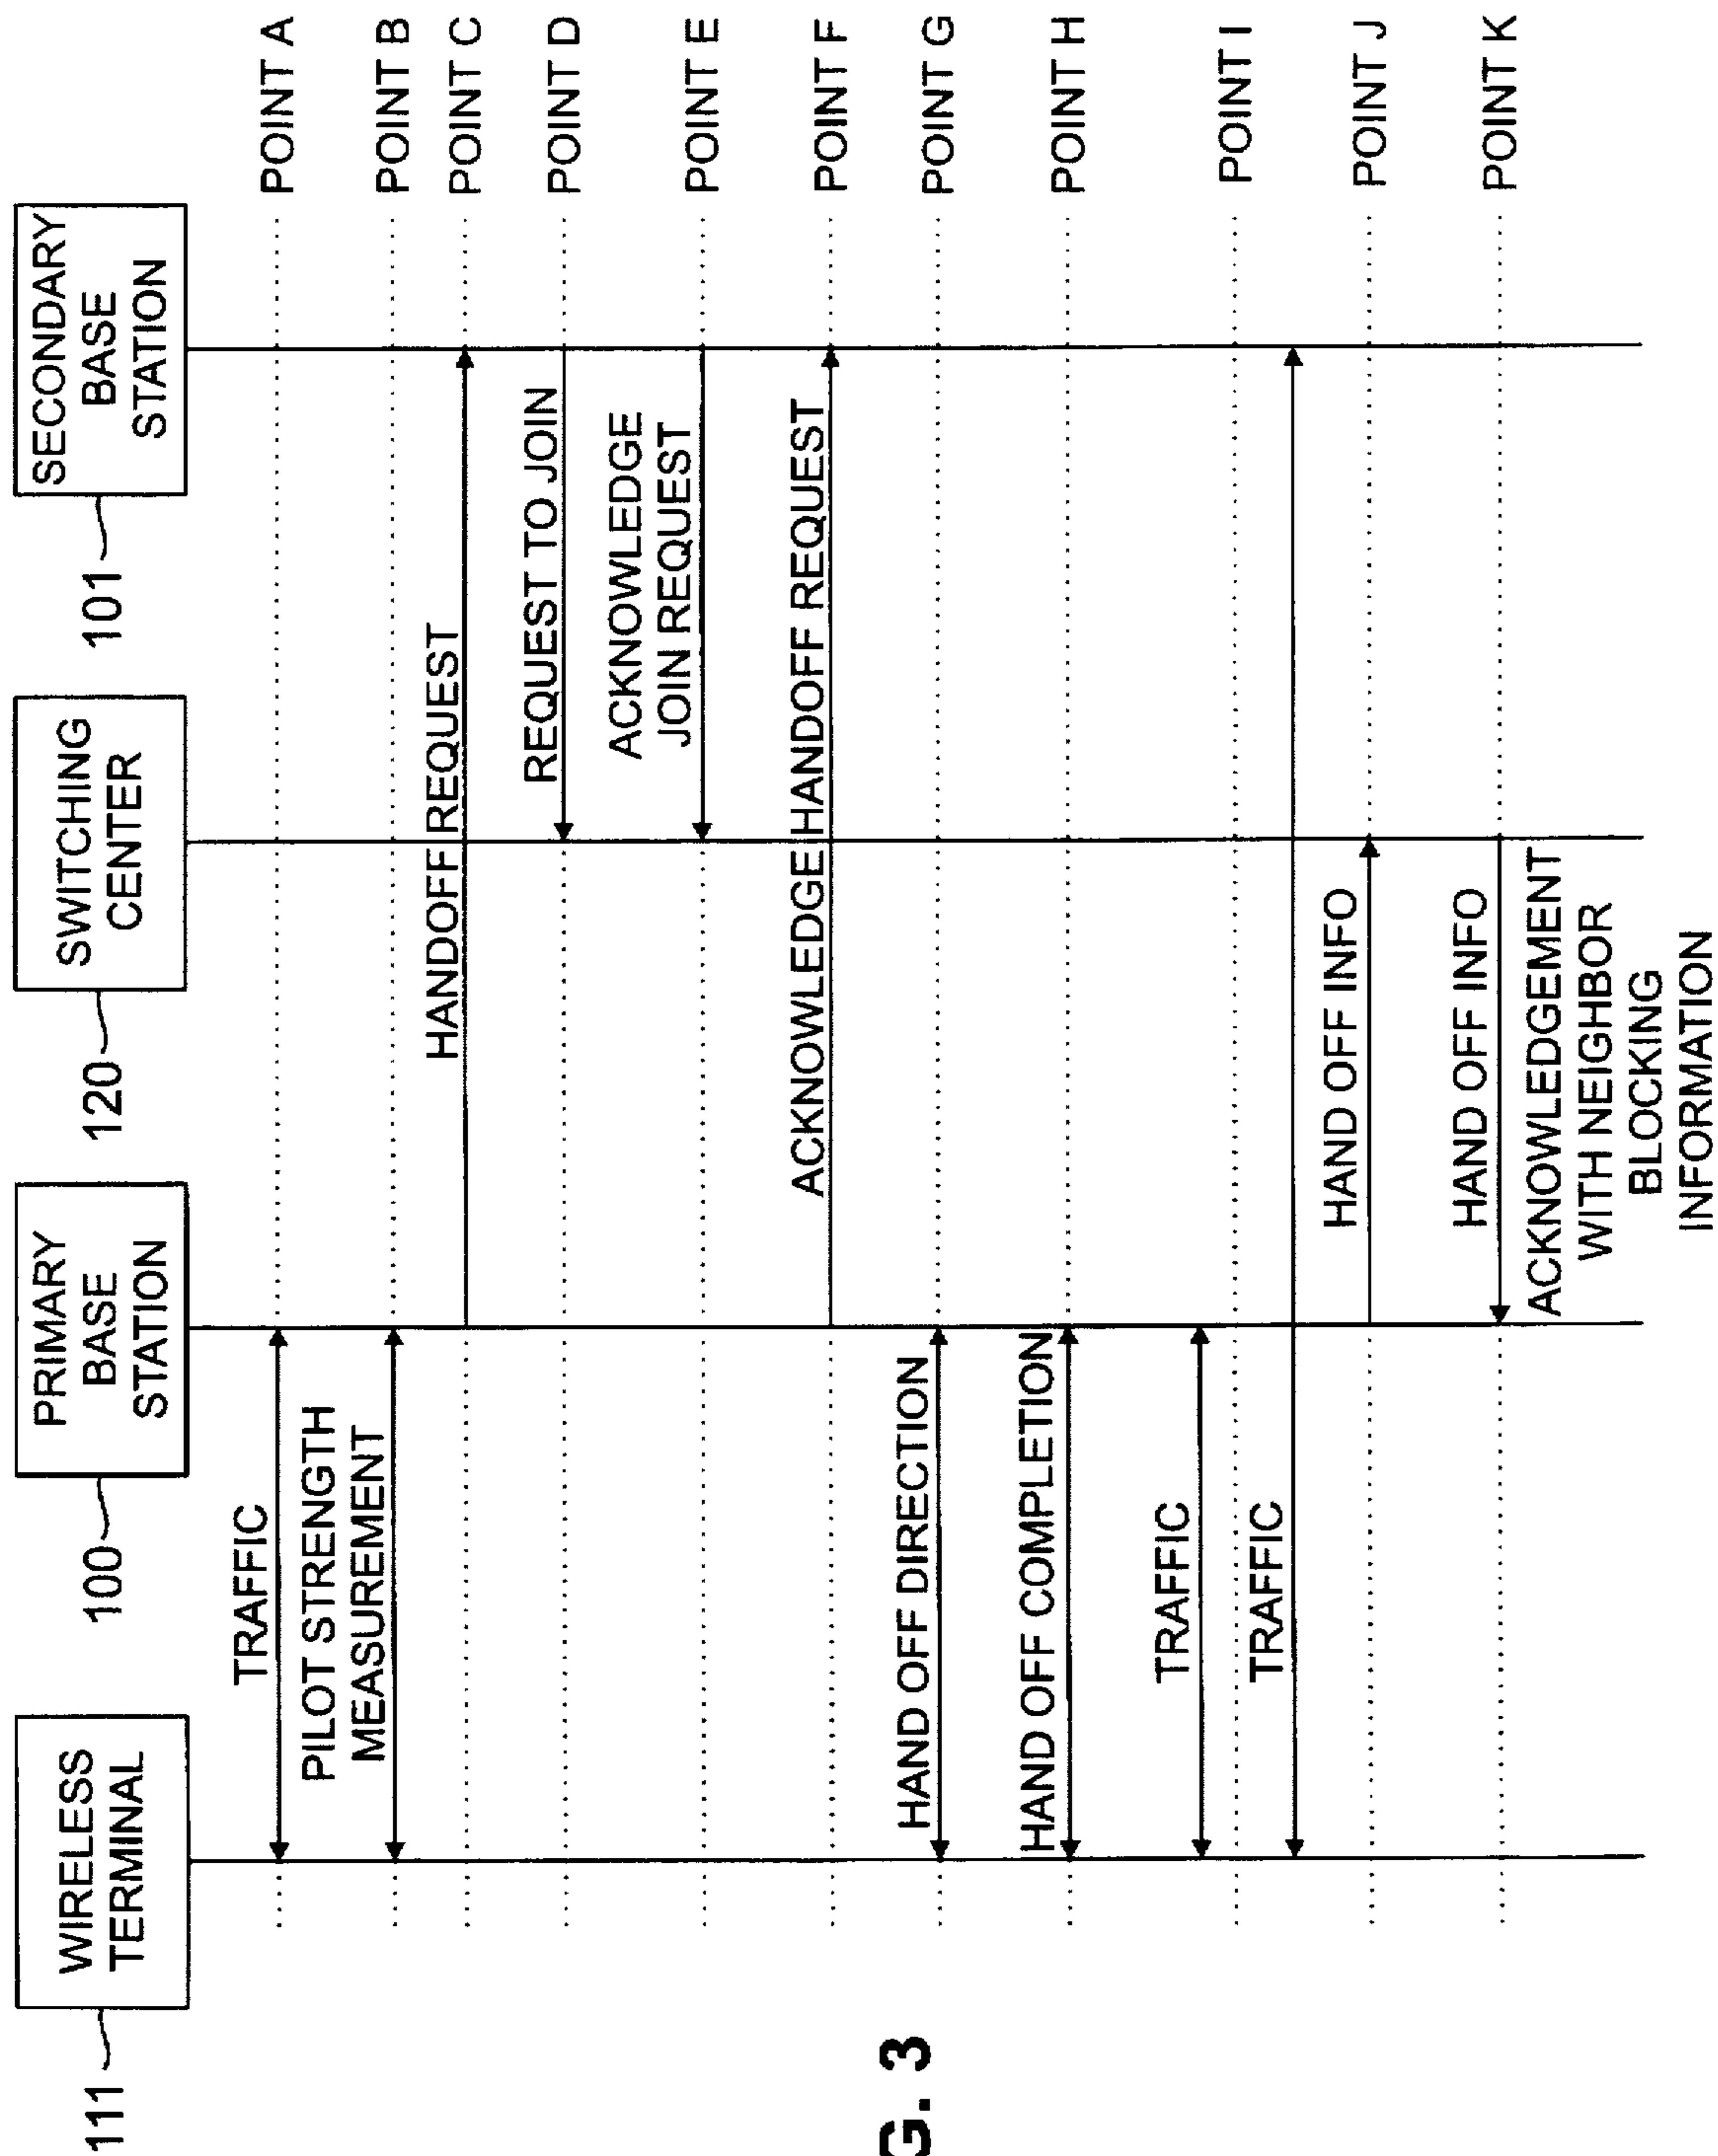 111
WIRELESS
TERMINAL
100
PRIMARY
BASE
STATION
120
SWITCHING
CENTER
101
SECONDARY
BASE
STATION
TRAFFIC
POINT A
PILOT STRENGTH
MEASUREMENT
POINT B
HANDOFF REQUEST
POINT C
REQUEST TO JOIN
POINT D
ACKNOWLEDGE
JOIN REQUEST
POINT E
ACKNOWLEDGE HANDOFF REQUEST
POINT F
HAND OFF DIRECTION
POINT G
HAND OFF COMPLETION
POINT H
TRAFFIC
POINT I
TRAFFIC
HAND OFF INFO
POINT J
HAND OFF INFO
POINT K
ACKNOWLEDGEMENT
WITH NEIGHBOR
BLOCKING
INFORMATION
G. 3